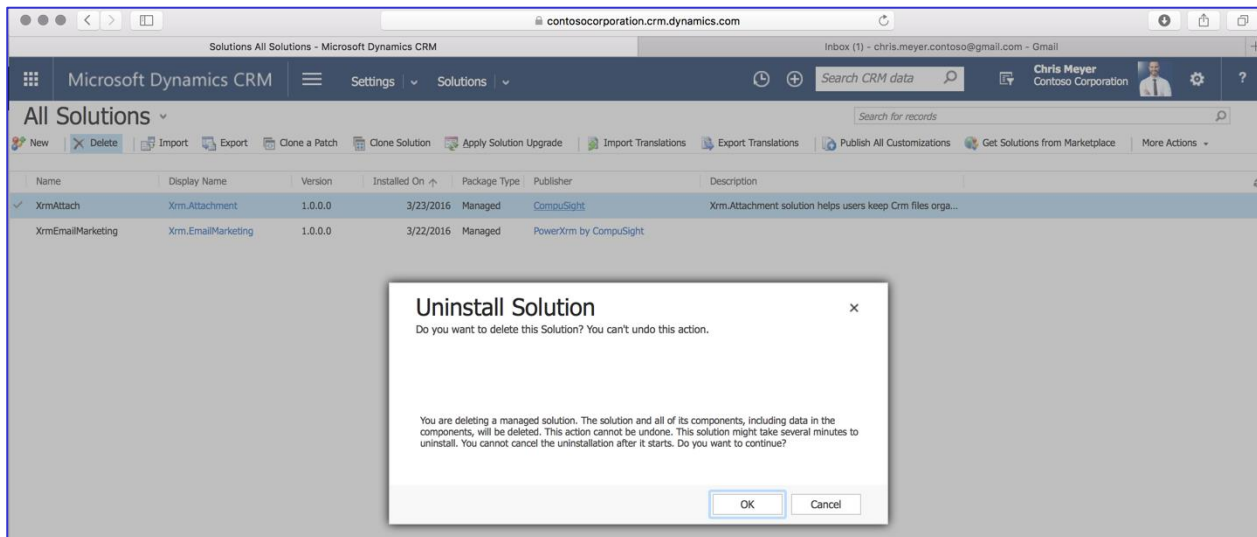 contosocorporation.crm.dynamics.com
Solutions All Solutions - Microsoft Dynamics CRM
Inbox (1) - chris.meyer.contoso@gmail.com - Gmail
Microsoft Dynamics CRM Settings Solutions Search CRM data Chris Meyer
Contoso Corporation ?
All Solutions Search for records
New Delete Import Export Clone a Patch Clone Solution Apply Solution Upgrade Import Translations Export Translations Publish All Customizations Get Solutions from Marketplace More Actions
Name Display Name Version Installed On Package Type Publisher Description
XrmAttach Xrm.Attachment 1.0.0.0 3/23/2016 Managed CompuSight Xrm.Attachment solution helps users keep Crm files orga...
XrmEmailMarketing Xrm.EmailMarketing 1.0.0.0 3/22/2016 Managed PowerXrm by CompuSight
Uninstall Solution
Do you want to delete this Solution? You can't undo this action.
You are deleting a managed solution. The solution and all of its components, including data in the
components, will be deleted. This action cannot be undone. This solution might take several minutes to
uninstall. You cannot cancel the uninstallation after it starts. Do you want to continue?
OK Cancel